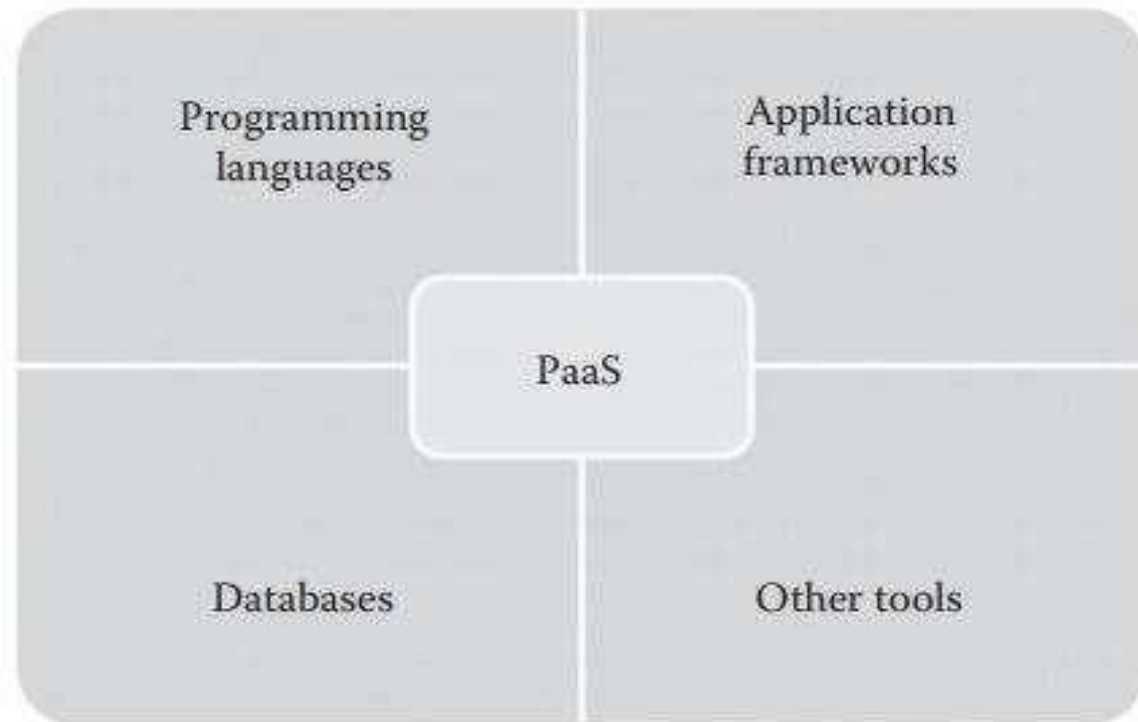 Programming
languages
Application
frameworks
PaaS
Databases
Other tools